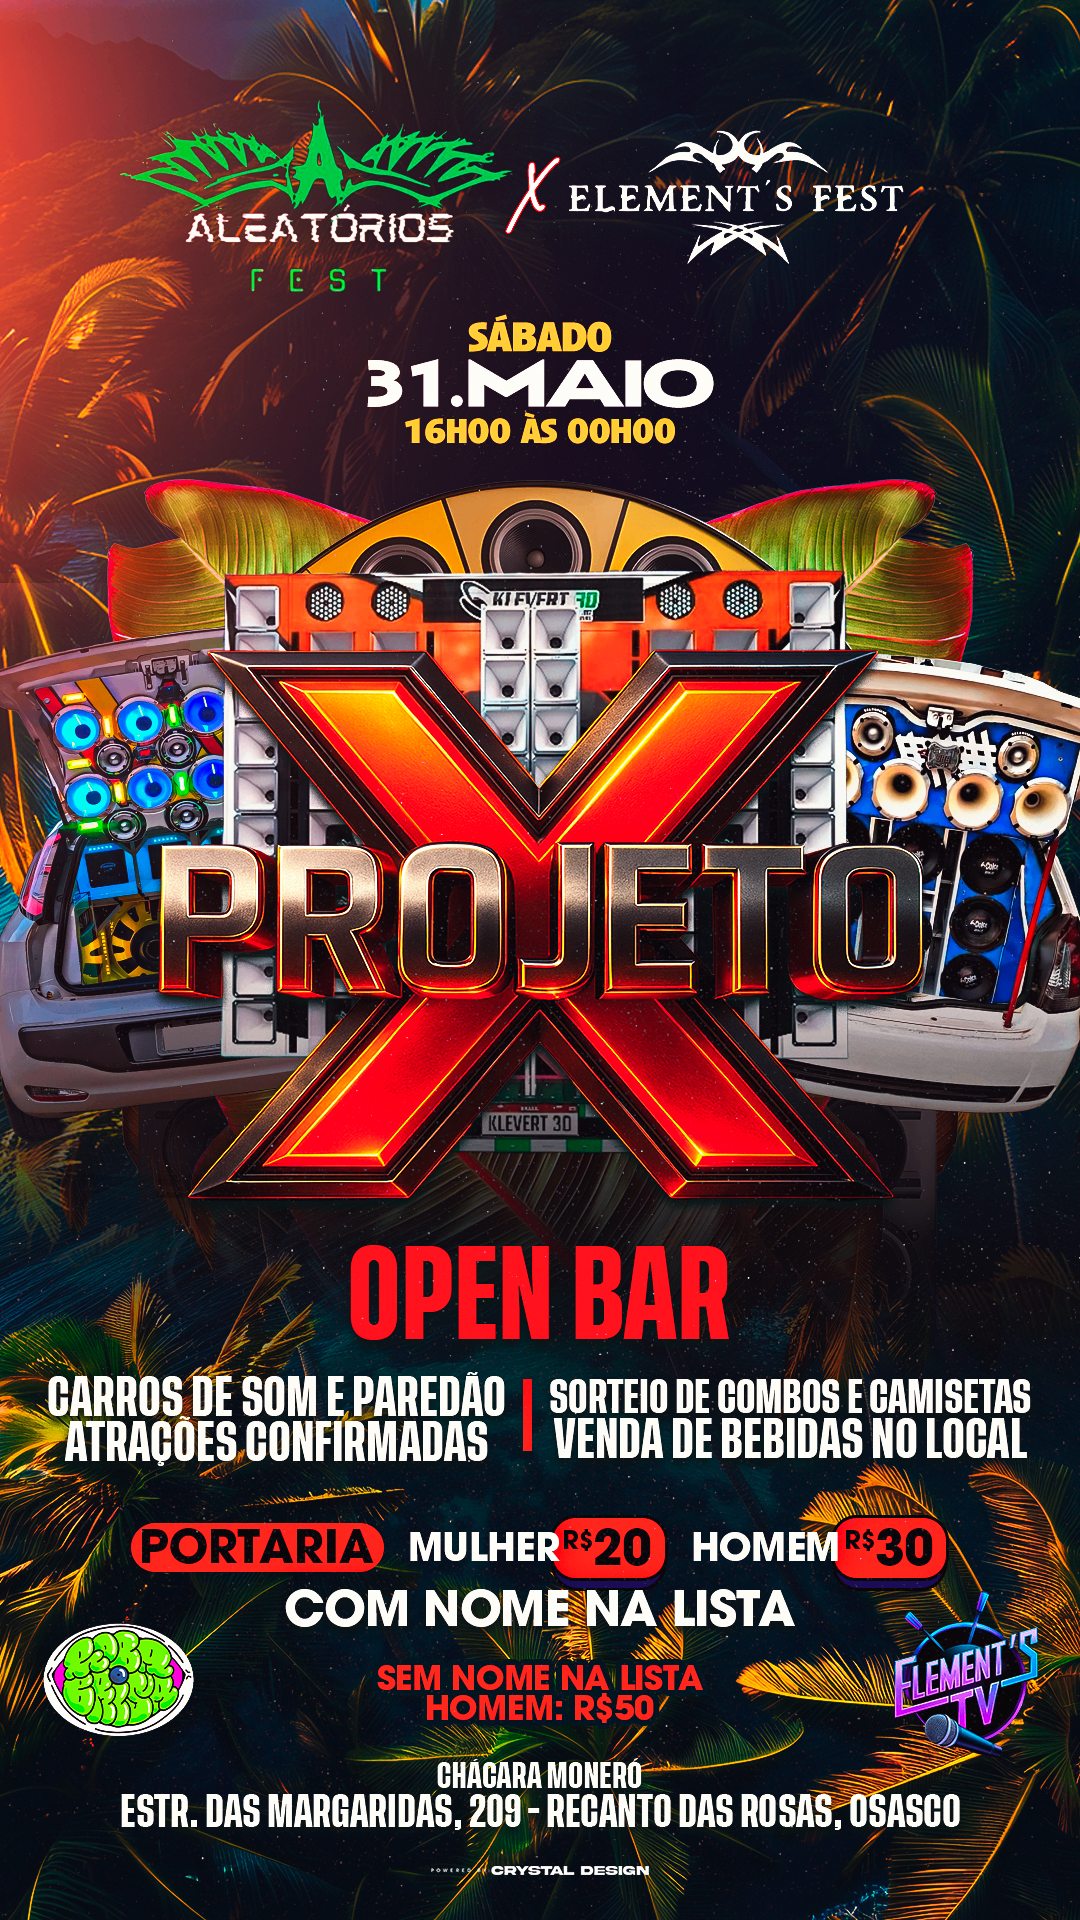 ALEATÓRIOS
FEST
X
ELEMENT´S FEST
SÁBADO
31.MAIO
16H00 ÀS 00H00
KLEVERT 3D
X
PROJETO
KLEVERT 3D
OPEN BAR
CARROS DE SOM E PAREDÃO
ATRAÇÕES CONFIRMADAS
SORTEIO DE COMBOS E CAMISETAS
VENDA DE BEBIDAS NO LOCAL
PORTARIA MULHER R$20 HOMEM R$30
COM NOME NA LISTA
SEM NOME NA LISTA
HOMEM: R$50
ELEMENT'S
TV
CHÁCARA MONERÓ
ESTR. DAS MARGARIDAS, 209 - RECANTO DAS ROSAS, OSASCO
POWERED BY CRYSTAL DESIGN